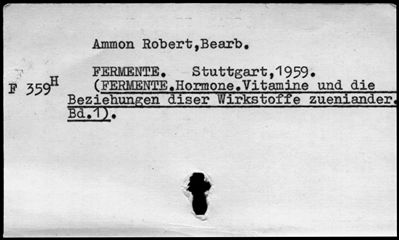 Ammon Robert,Bearb.
FERMENTE. Stuttgart,1959.
F 359H
(FERMENTE.Hormone.Vitamine und die
Beziehungen diser Wirkstoffe zueniander.
Bd.1).